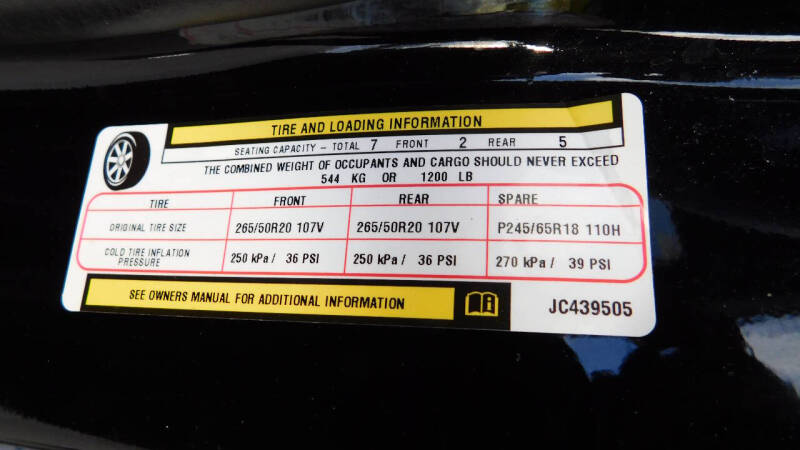 TIRE AND LOADING INFORMATION
SEATING CAPACITY - TOTAL 7 FRONT 2 REAR 5
THE COMBINED WEIGHT OF OCCUPANTS AND CARGO SHOULD NEVER EXCEED
544 KG OR 1200 LB
TIRE FRONT REAR SPARE
ORIGINAL TIRE SIZE 265/50R20 107V 265/50R20 107V P245/65R18 110H
COLD TIRE INFLATION
PRESSURE 250 kPa / 36 PSI 250 kPa / 36 PSI 270 kPa / 39 PSI
SEE OWNERS MANUAL FOR ADDITIONAL INFORMATION
JC439505